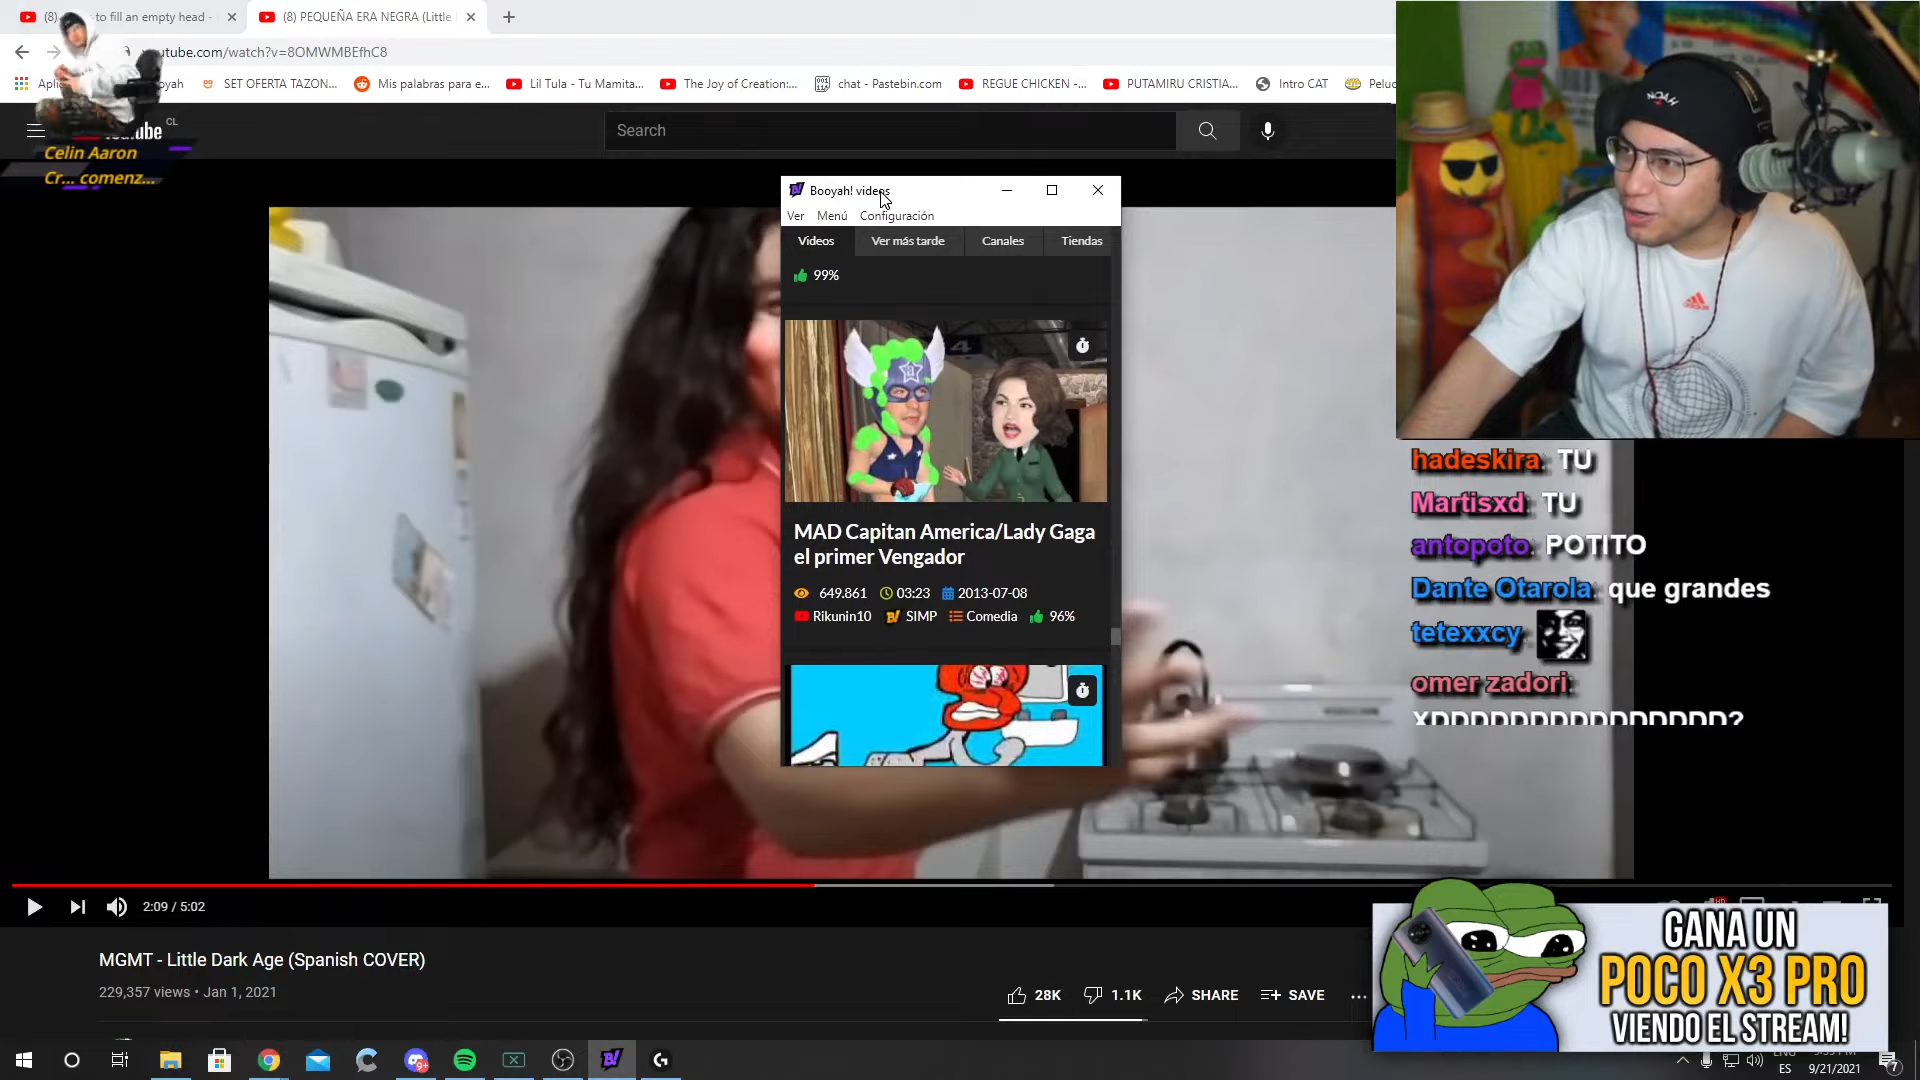 to fill an empty head -
(8) PEQUEÑA ERA NEGRA (Little
utube.com/watch?v=8OMWMBEfhC8
SET OFERTA TAZON...
Mis palabras para e...
Lil Tula - Tu Mamita...
The Joy of Creation:...
chat - Pastebin.com
REGUE CHICKEN -...
PUTAMIRU CRISTIA...
Intro CAT
CL
Search
Celin Aaron
Cr... comenz...
NOAH
Booyah! videos
Ver Menú Configuración
Videos Ver más tarde Canales Tiendas
99%
MAD Capitan America/Lady Gaga
el primer Vengador
649.861 03:23 2013-07-08
Rikunin10 SIMP Comedia 96%
hadeskira: TU
Martisxd: TU
antopoto: POTITO
Dante Otarola: que grandes
tetexxcy:
omer zadori:
XDDDDDDDDDDDDDDD?
2:09 / 5:02
MGMT - Little Dark Age (Spanish COVER)
229,357 views • Jan 1, 2021
28K 1.1K SHARE SAVE
GANA UN
POCO X3 PRO
VIENDO EL STREAM!
ES 9/21/2021